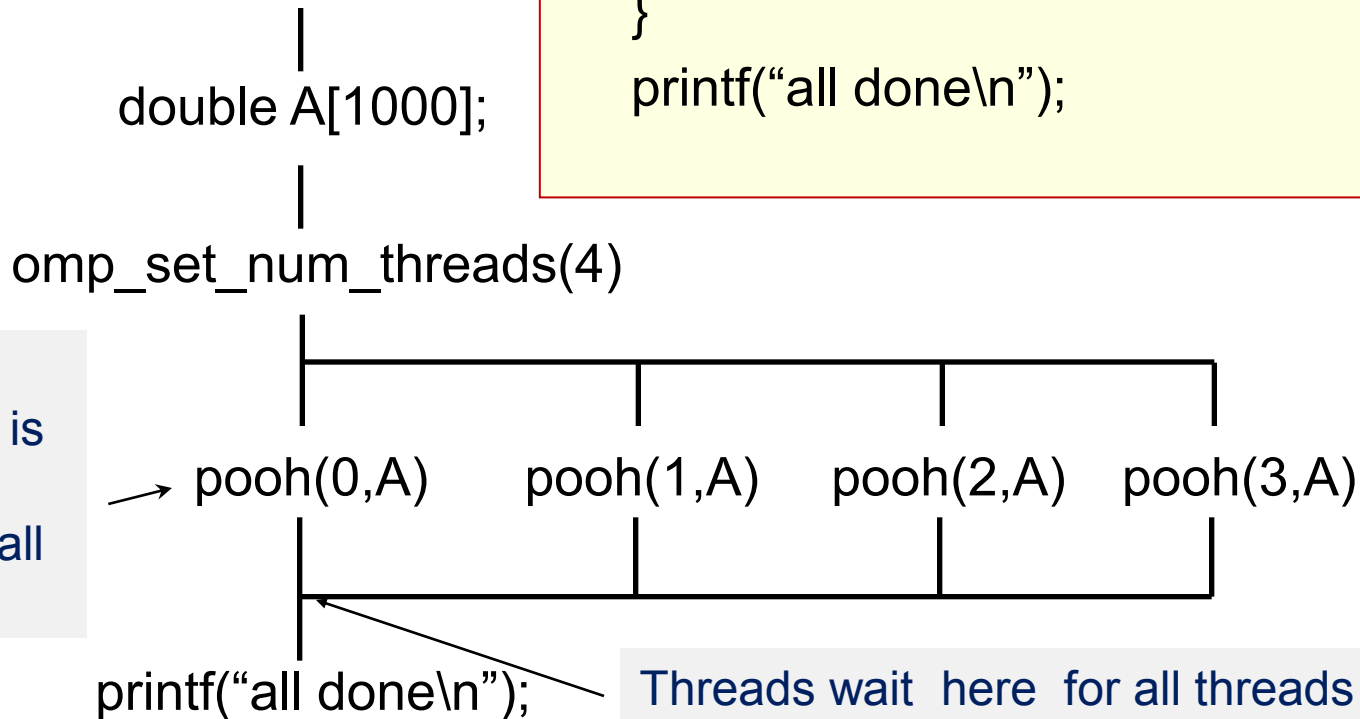 }
printf(“all done\n”);
double A[1000];
omp_set_num_threads(4)
is
all
pooh(0,A) pooh(1,A) pooh(2,A) pooh(3,A)
printf(“all done\n”);
Threads wait here for all threads